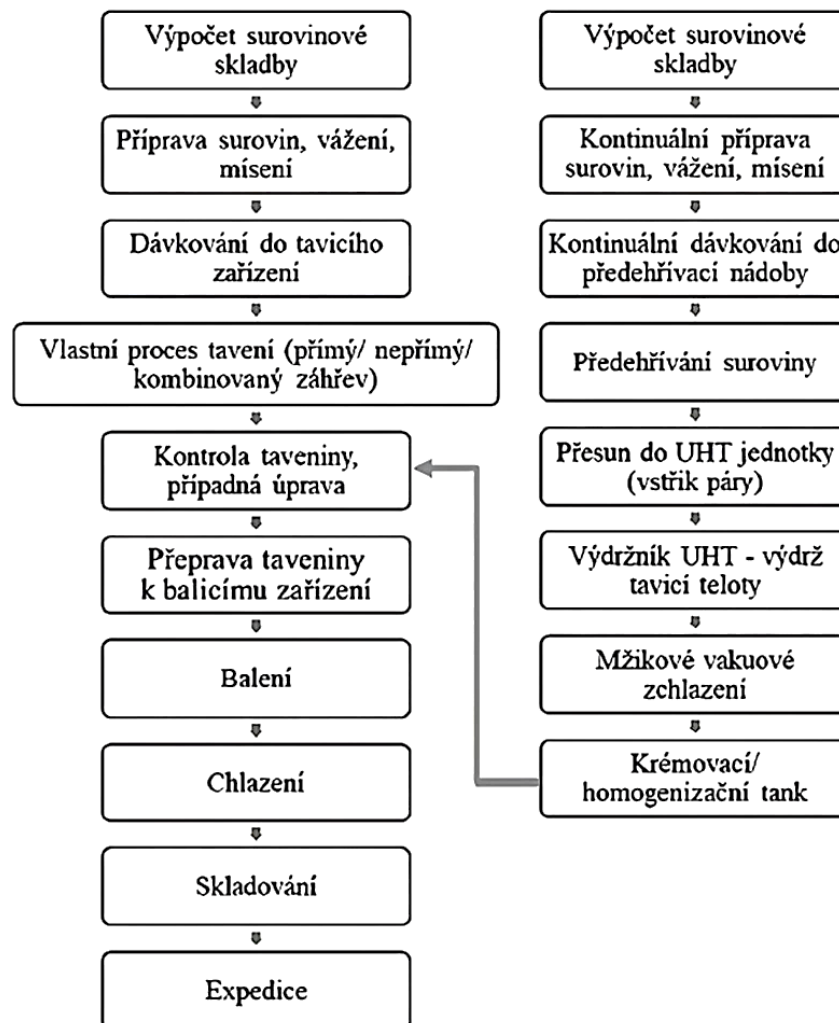 Výpočet surovinové
skladby
Příprava surovin, vážení,
mísení
Dávkování do tavicího
zařízení
Vlastní proces tavení (přímý/ nepřímý/
kombinovaný záhřev)
Kontrola taveniny,
případná úprava
Přeprava taveniny
k balicímu zařízení
Balení
Chlazení
Skladování
Expedice
Výpočet surovinové
skladby
Kontinuální příprava
surovin, vážení, mísení
Kontinuální dávkování do
předehřívací nádoby
Předehřívání suroviny
Přesun do UHT jednotky
(vstřik páry)
Výdržník UHT - výdrž
tavicí teloty
Mžikové vakuové
zchlazení
Krémovací/
homogenizační tank